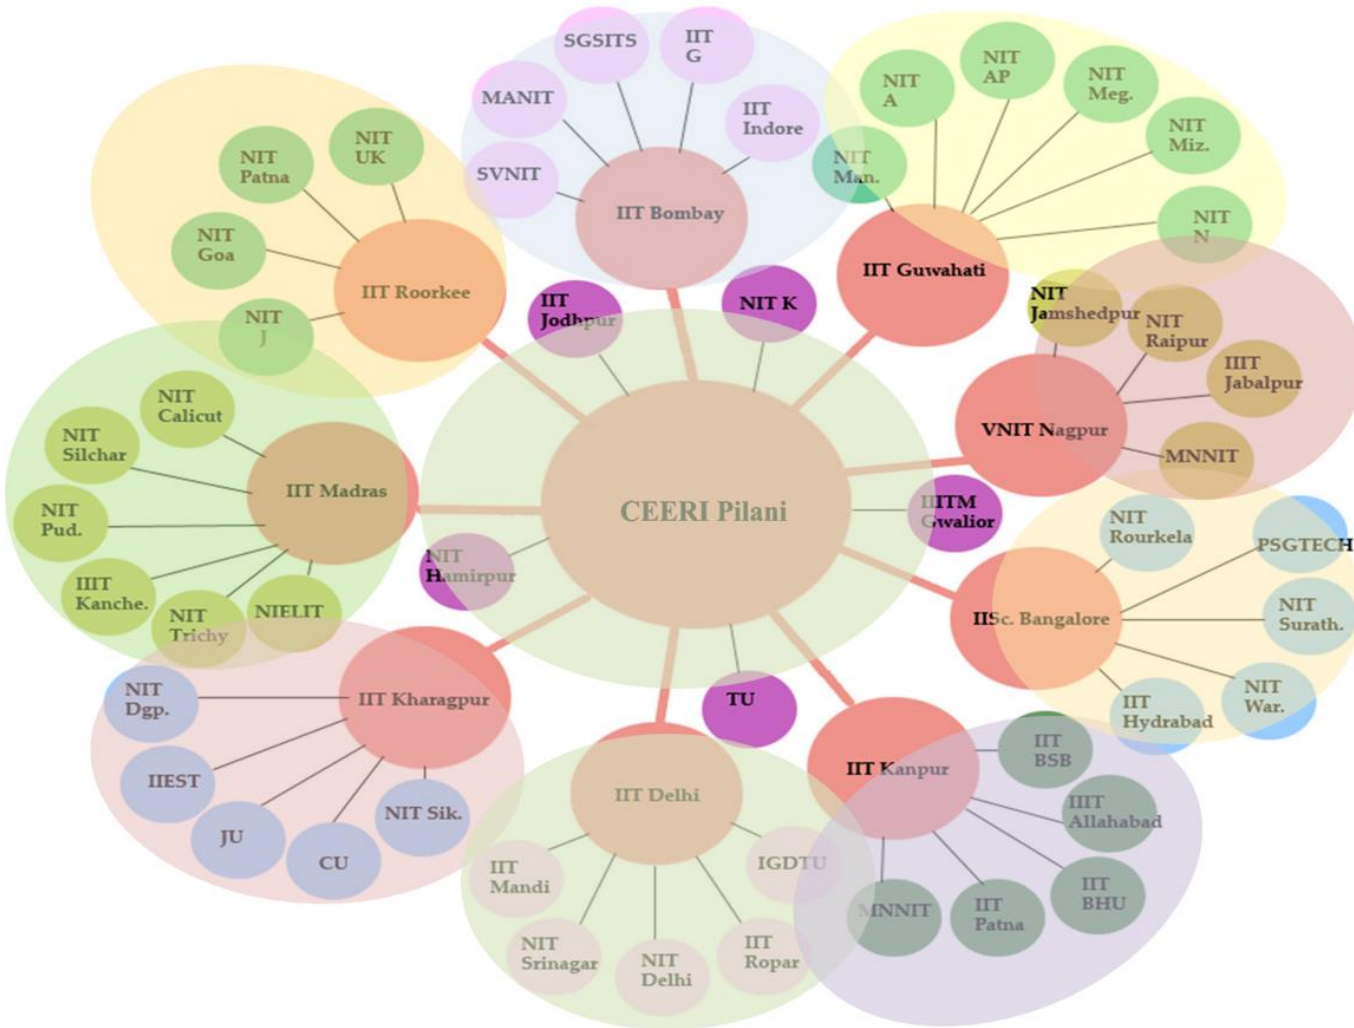 SGSITS
IIT
G
MANIT
IIT
Indore
SVNIT
IIT Bombay
NIT
A
NIT
AP
NIT
Meg.
NIT
Miz.
NIT
Man.
NIT
N
IIT Guwahati
NIT
UK
NIT
Patna
NIT
Goa
NIT
J
IIT Roorkee
IIT
Jodhpur
NIT K
NIT
Jamshedpur
NIT
Raipur
IIIT
Jabalpur
MNNIT
VNIT Nagpur
NIT
Calicut
NIT
Silchar
NIT
Pud.
IIIT
Kanche.
NIT
Trichy
NIELIT
IIT Madras
CEERI Pilani
IIITM
Gwalior
NIT
Hamirpur
TU
NIT
Rourkela
PSGTECH
NIT
Surath.
NIT
War.
IIT
Hydrabad
IISc. Bangalore
NIT
Dgp.
IIEST
JU
CU
NIT Sik.
IIT Kharagpur
IIT Delhi
IIT
Mandi
NIT
Srinagar
NIT
Delhi
IIT
Ropar
IGDTU
IIT Kanpur
IIT
BSB
IIIT
Allahabad
IIT
BHU
IIT
Patna
MNNIT